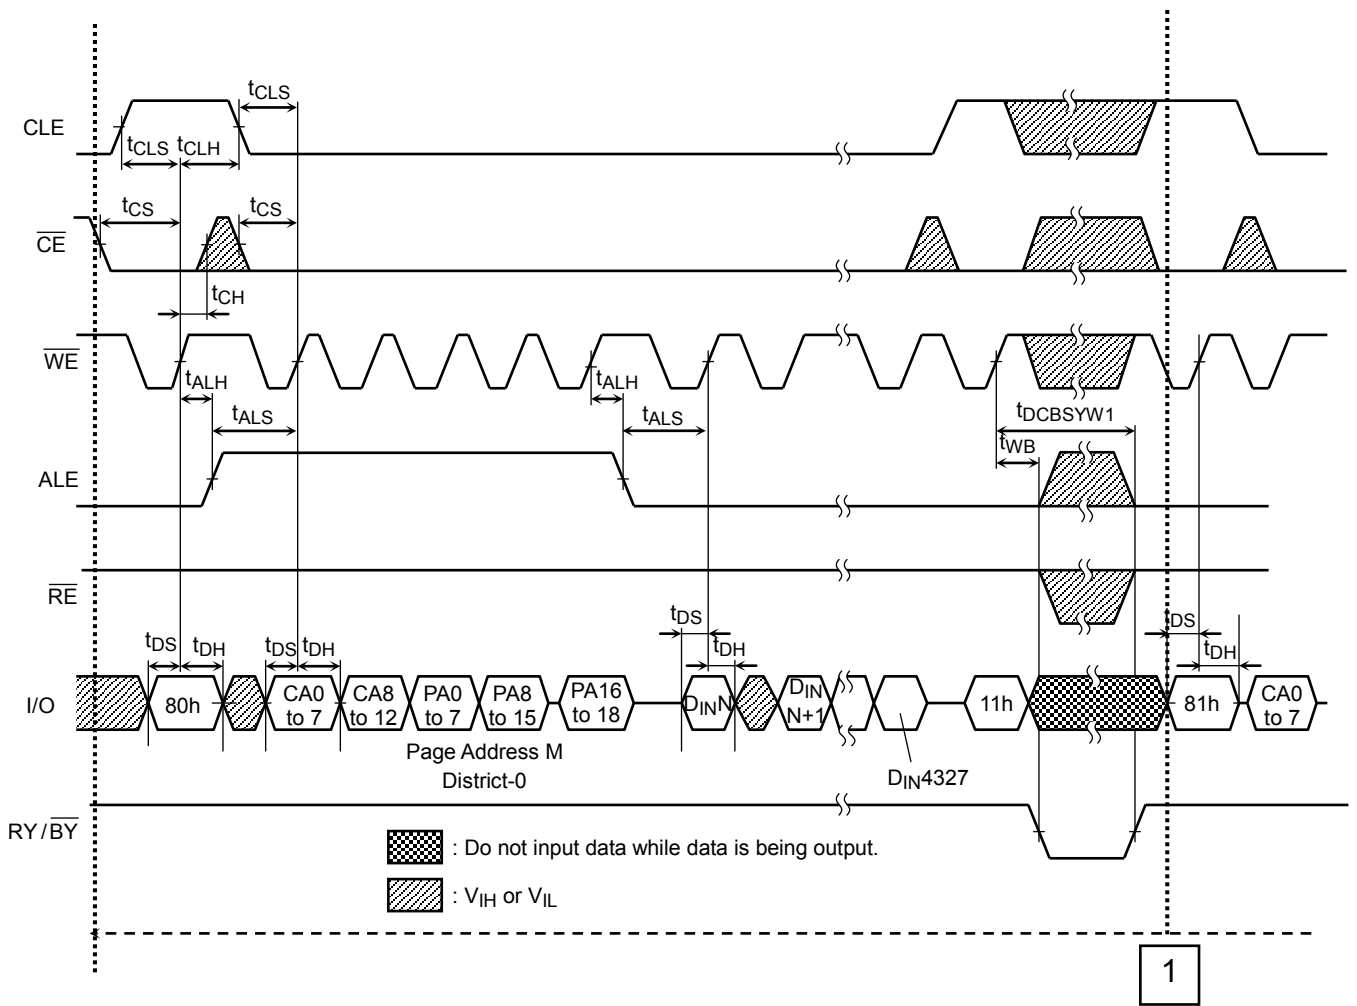 tCLS
CLE
tCLS tCLH
tCS tCS
CE
tCH
WE
tALH tALH
tALS tALS
tDCBSYW1
tWB
ALE
RE
tDS tDS
tDH tDH
tDS tDH tDS tDH
I/O
80h
CA0 to 7
CA8 to 12
PA0 to 7
PA8 to 15
PA16 to 18
DINN
DIN N+1
11h
81h
CA0 to 7
Page Address M
District-0
DIN4327
RY/BY
: Do not input data while data is being output.
: VIH or VIL
1